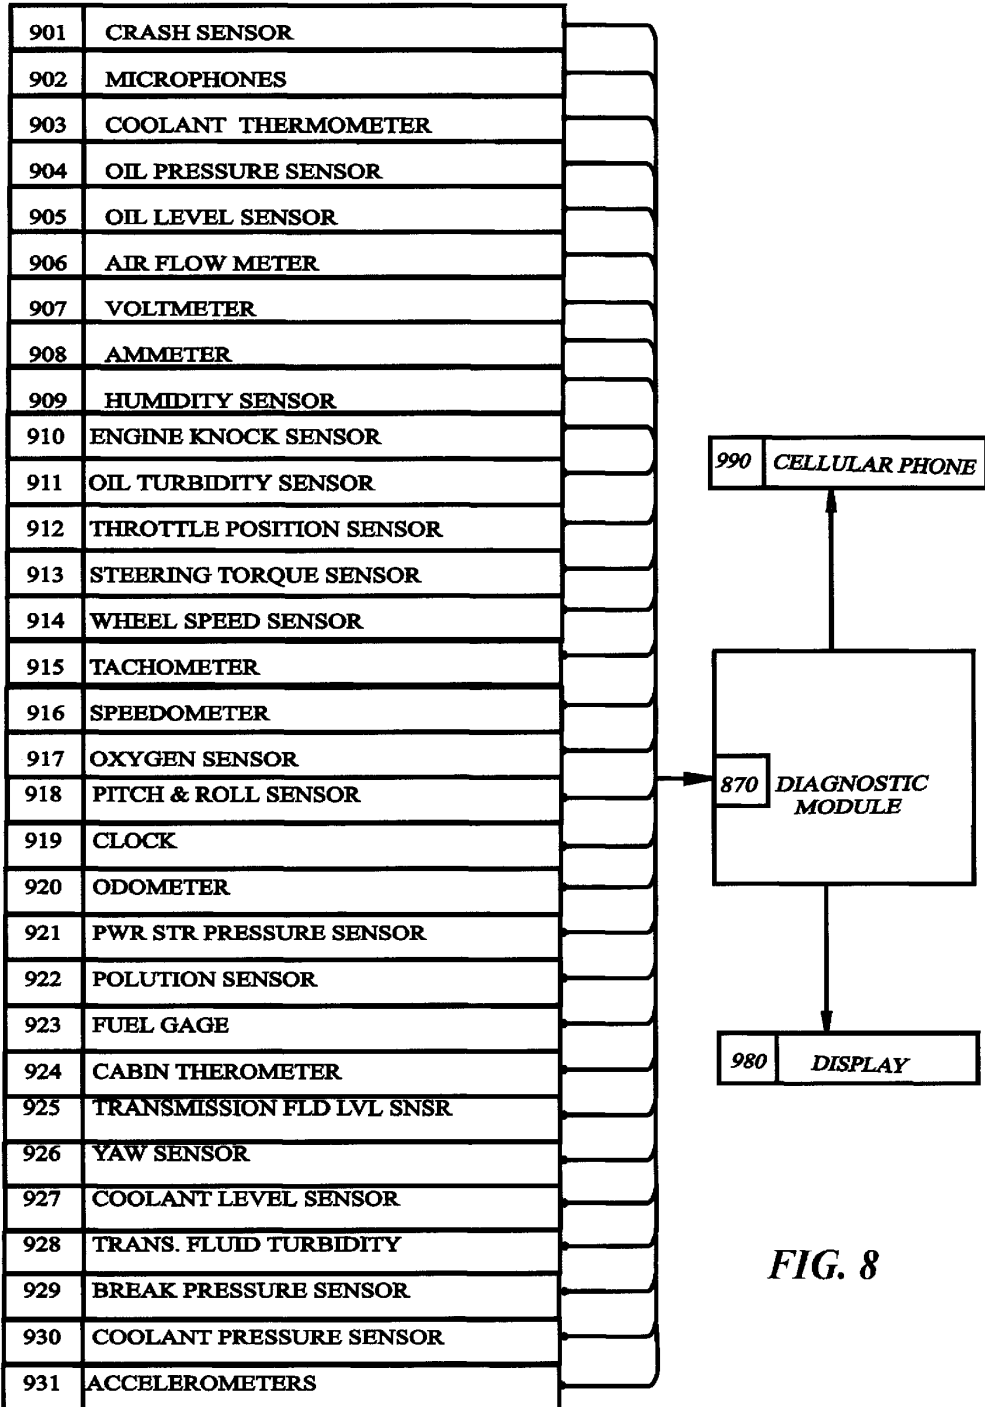 901 CRASH SENSOR
902 MICROPHONES
903 COOLANT THERMOMETER
904 OIL PRESSURE SENSOR
905 OIL LEVEL SENSOR
906 AIR FLOW METER
907 VOLTMETER
908 AMMETER
909 HUMIDITY SENSOR
910 ENGINE KNOCK SENSOR
911 OIL TURBIDITY SENSOR
912 THROTTLE POSITION SENSOR
913 STEERING TORQUE SENSOR
914 WHEEL SPEED SENSOR
915 TACHOMETER
916 SPEEDOMETER
917 OXYGEN SENSOR
918 PITCH & ROLL SENSOR
919 CLOCK
920 ODOMETER
921 PWR STR PRESSURE SENSOR
922 POLUTION SENSOR
923 FUEL GAGE
924 CABIN THEROMETER
925 TRANSMISSION FLD LVL SNSR
926 YAW SENSOR
927 COOLANT LEVEL SENSOR
928 TRANS. FLUID TURBIDITY
929 BREAK PRESSURE SENSOR
930 COOLANT PRESSURE SENSOR
931 ACCELEROMETERS
990 CELLULAR PHONE
870 DIAGNOSTIC
MODULE
980 DISPLAY
FIG. 8